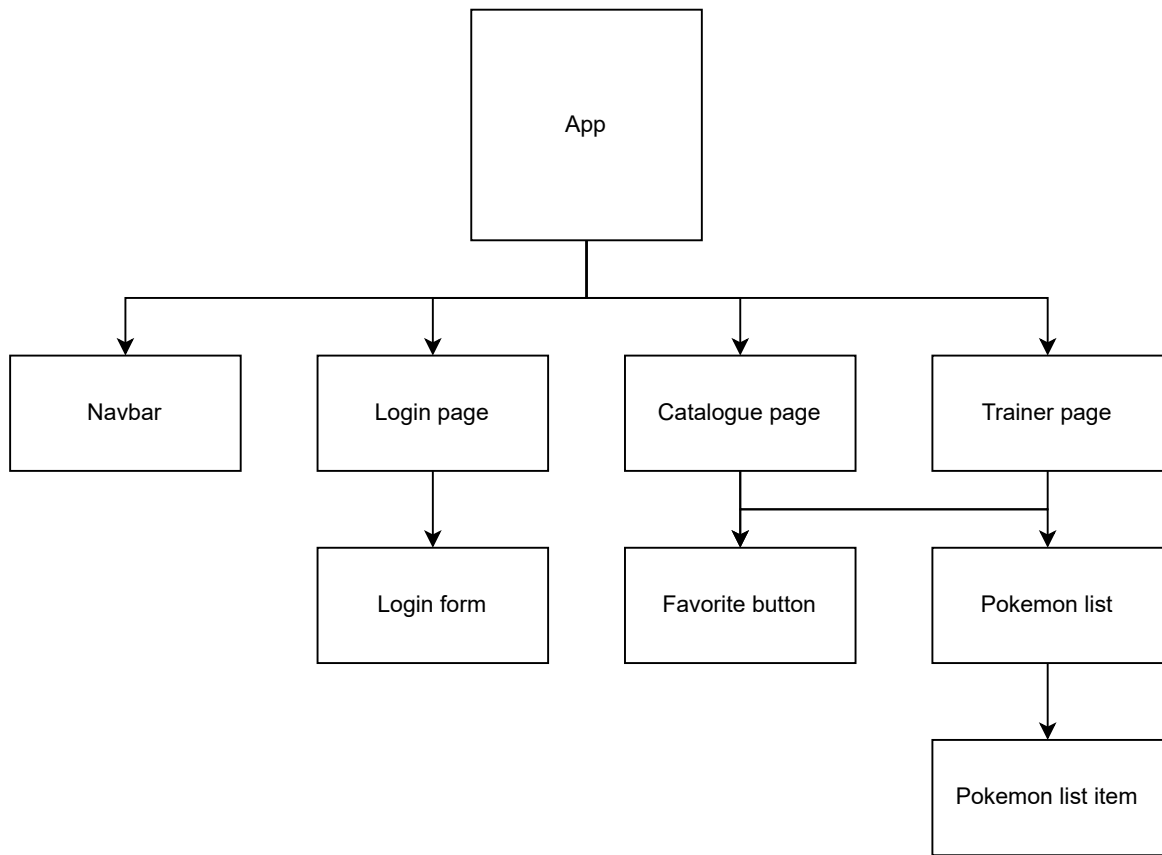 App
Navbar
Login page
Catalogue page
Trainer page
Login form
Favorite button
Pokemon list
Pokemon list item